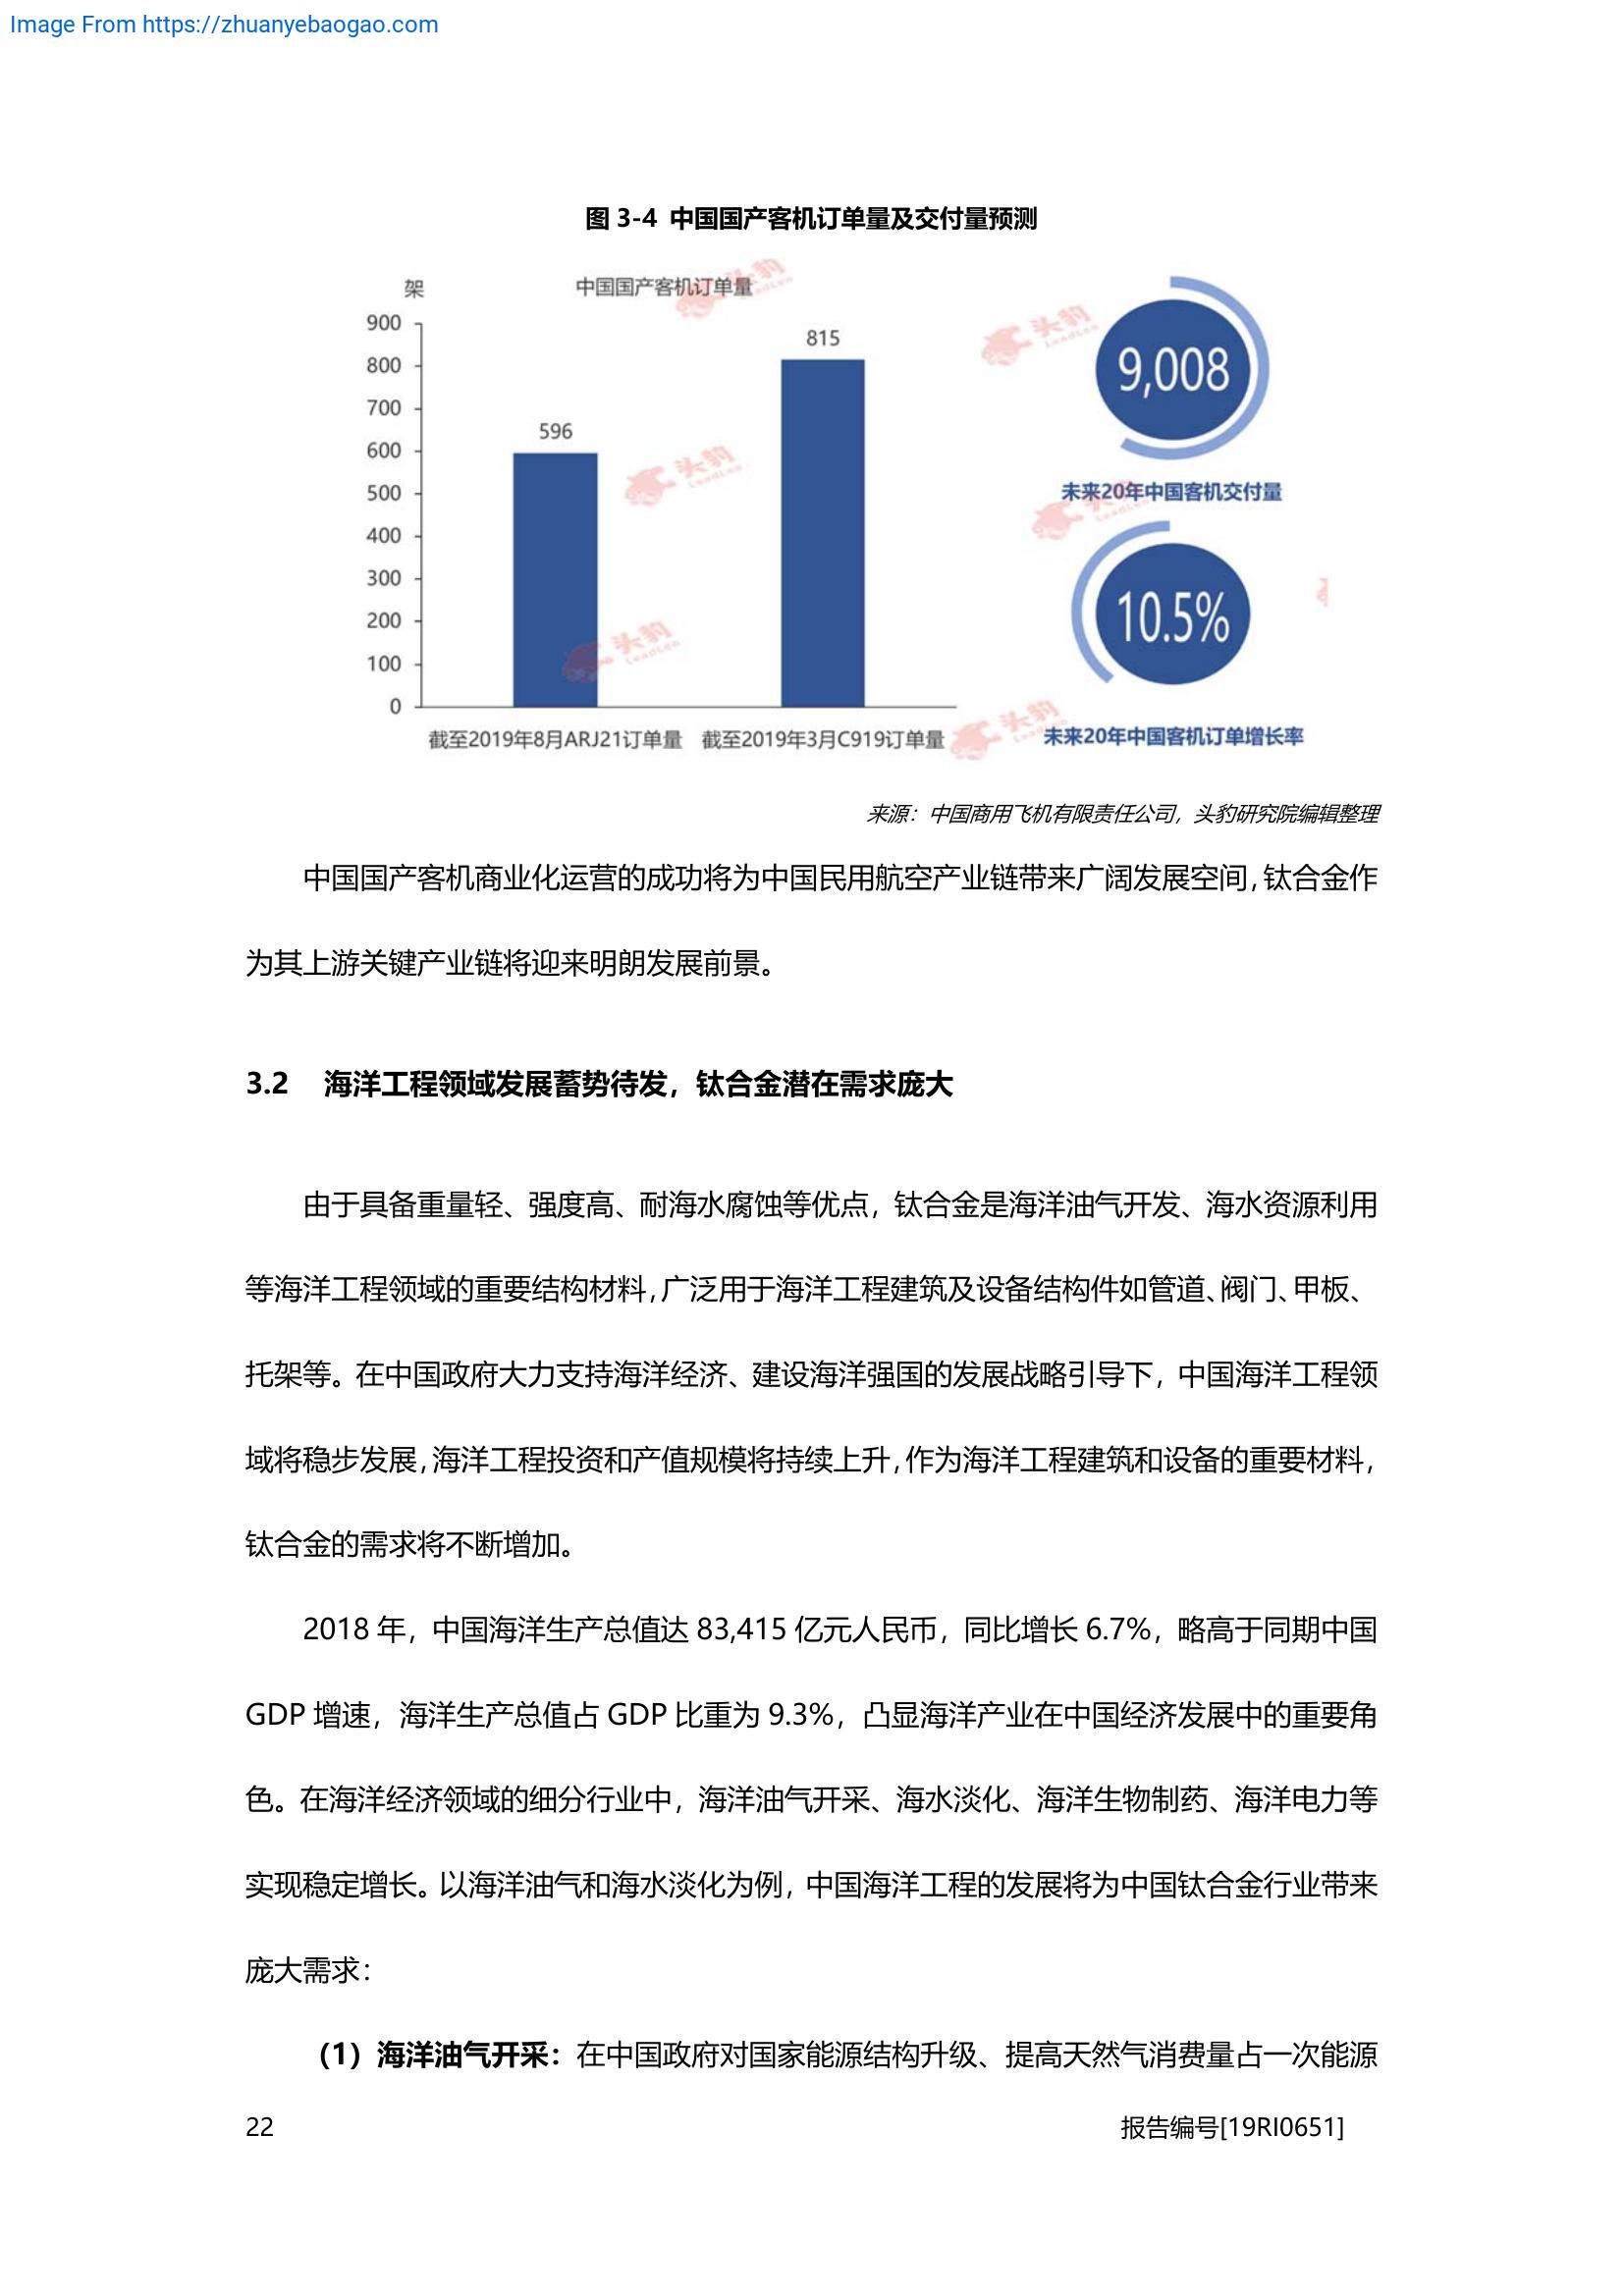 Image From https://zhuanyebaogao.com
图 3-4 中国国产客机订单量及交付量预测
架
中国国产客机订单量
900
800
700
600
500
400
300
200
100
0
596
815
截至2019年8月ARJ21订单量 截至2019年3月C919订单量
9,008
未来20年中国客机交付量
10.5%
未来20年中国客机订单增长率
头豹
LeadLeo
头豹
LeadLeo
头豹
LeadLeo
头豹
LeadLeo
头豹
LeadLeo
头豹
LeadLeo
来源：中国商用飞机有限责任公司，头豹研究院编辑整理
中国国产客机商业化运营的成功将为中国民用航空产业链带来广阔发展空间，钛合金作
为其上游关键产业链将迎来明朗发展前景。
3.2 海洋工程领域发展蓄势待发，钛合金潜在需求庞大
由于具备重量轻、强度高、耐海水腐蚀等优点，钛合金是海洋油气开发、海水资源利用
等海洋工程领域的重要结构材料，广泛用于海洋工程建筑及设备结构件如管道、阀门、甲板、
托架等。在中国政府大力支持海洋经济、建设海洋强国的发展战略引导下，中国海洋工程领
域将稳步发展，海洋工程投资和产值规模将持续上升，作为海洋工程建筑和设备的重要材料，
钛合金的需求将不断增加。
2018 年，中国海洋生产总值达 83,415 亿元人民币，同比增长 6.7%，略高于同期中国
GDP 增速，海洋生产总值占 GDP 比重为 9.3%，凸显海洋产业在中国经济发展中的重要角
色。在海洋经济领域的细分行业中，海洋油气开采、海水淡化、海洋生物制药、海洋电力等
实现稳定增长。以海洋油气和海水淡化为例，中国海洋工程的发展将为中国钛合金行业带来
庞大需求：
（1）海洋油气开采：在中国政府对国家能源结构升级、提高天然气消费量占一次能源
22
报告编号[19RI0651]